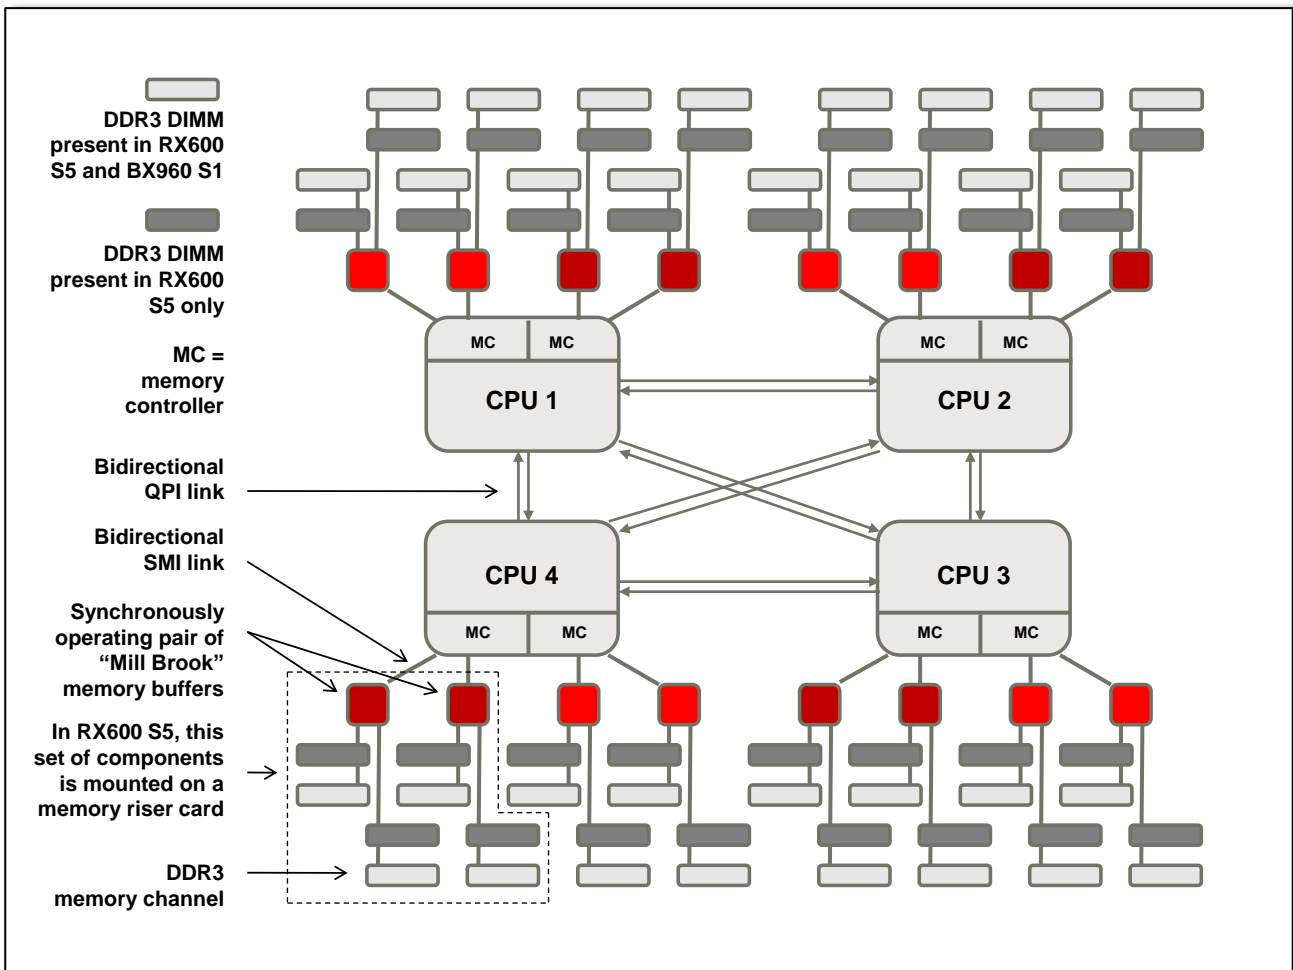 DDR3 DIMM
present in RX600
S5 and BX960 S1
DDR3 DIMM
present in RX600
S5 only
MC =
memory
controller
Bidirectional
QPI link
Bidirectional
SMI link
Synchronously
operating pair of
“Mill Brook”
memory buffers
In RX600 S5, this
set of components
is mounted on a
memory riser card
DDR3
memory channel
MC MC
CPU 1
MC MC
CPU 2
CPU 4
MC MC
CPU 3
MC MC